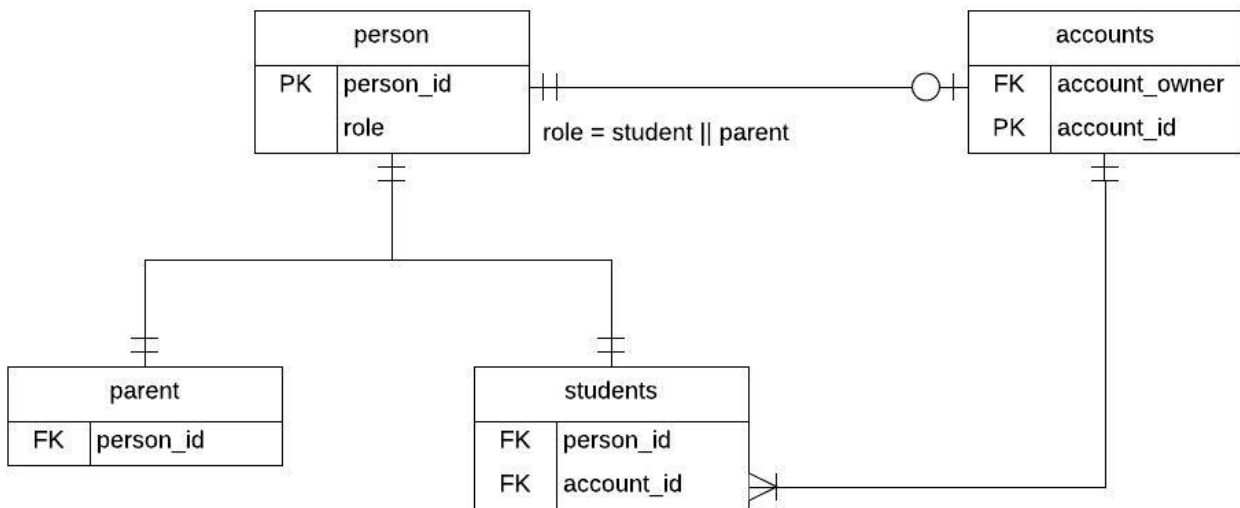 person
PK person_id
role
accounts
FK account_owner
PK account_id
role = student || parent
parent
FK person_id
students
FK person_id
FK account_id